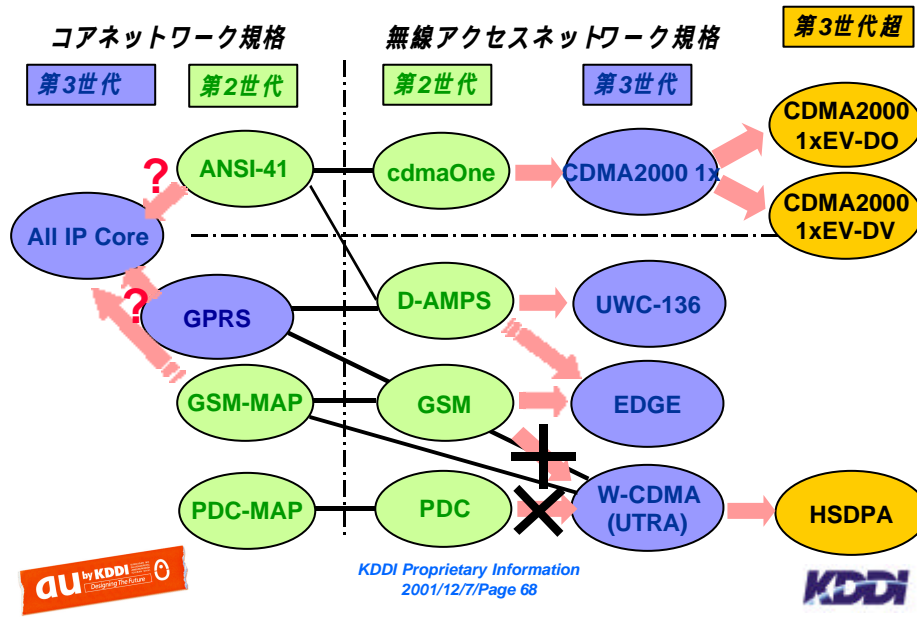 コアネットワーク規格
無線アクセスネットワーク規格
第3世代超
第3世代
第2世代
第2世代
第3世代
CDMA2000
1xEV-DO
ANSI-41
cdmaOne
CDMA2000 1x
?
CDMA2000
1xEV-DV
All IP Core
?
GPRS
D-AMPS
UWC-136
GSM-MAP
GSM
EDGE
PDC-MAP
PDC
W-CDMA
(UTRA)
HSDPA
au by KDDI
Designing The Future
KDDI Proprietary Information
2001/12/7/Page 68
KDDI